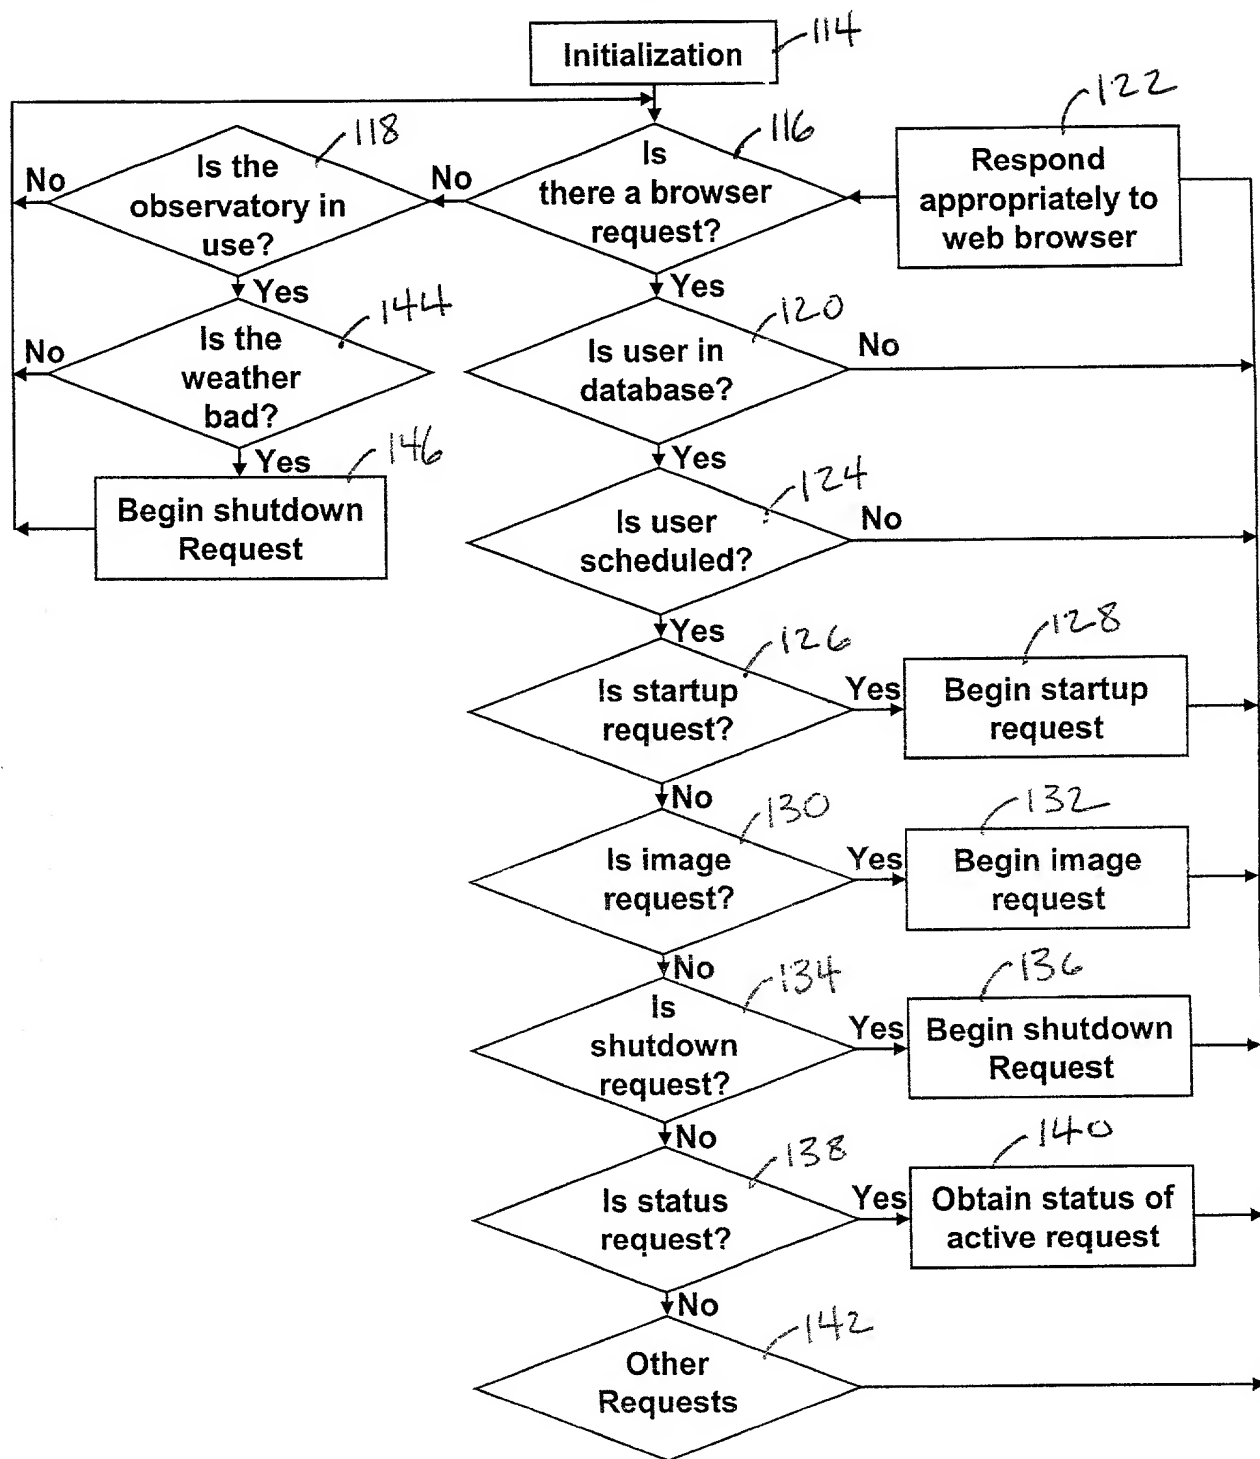 Initialization
114
118
116
122
Is the
observatory in
use?
No
Is
there a browser
request?
No
Respond
appropriately to
web browser
Yes
Yes
144
120
Is the
weather
bad?
No
Is user in
database?
No
Yes
Yes
146
124
Begin shutdown
Request
Is user
scheduled?
No
Yes
126
128
Is startup
request?
Yes
Begin startup
request
No
130
132
Is image
request?
Yes
Begin image
request
No
134
136
Is
shutdown
request?
Yes
Begin shutdown
Request
No
138
140
Is status
request?
Yes
Obtain status of
active request
No
142
Other
Requests